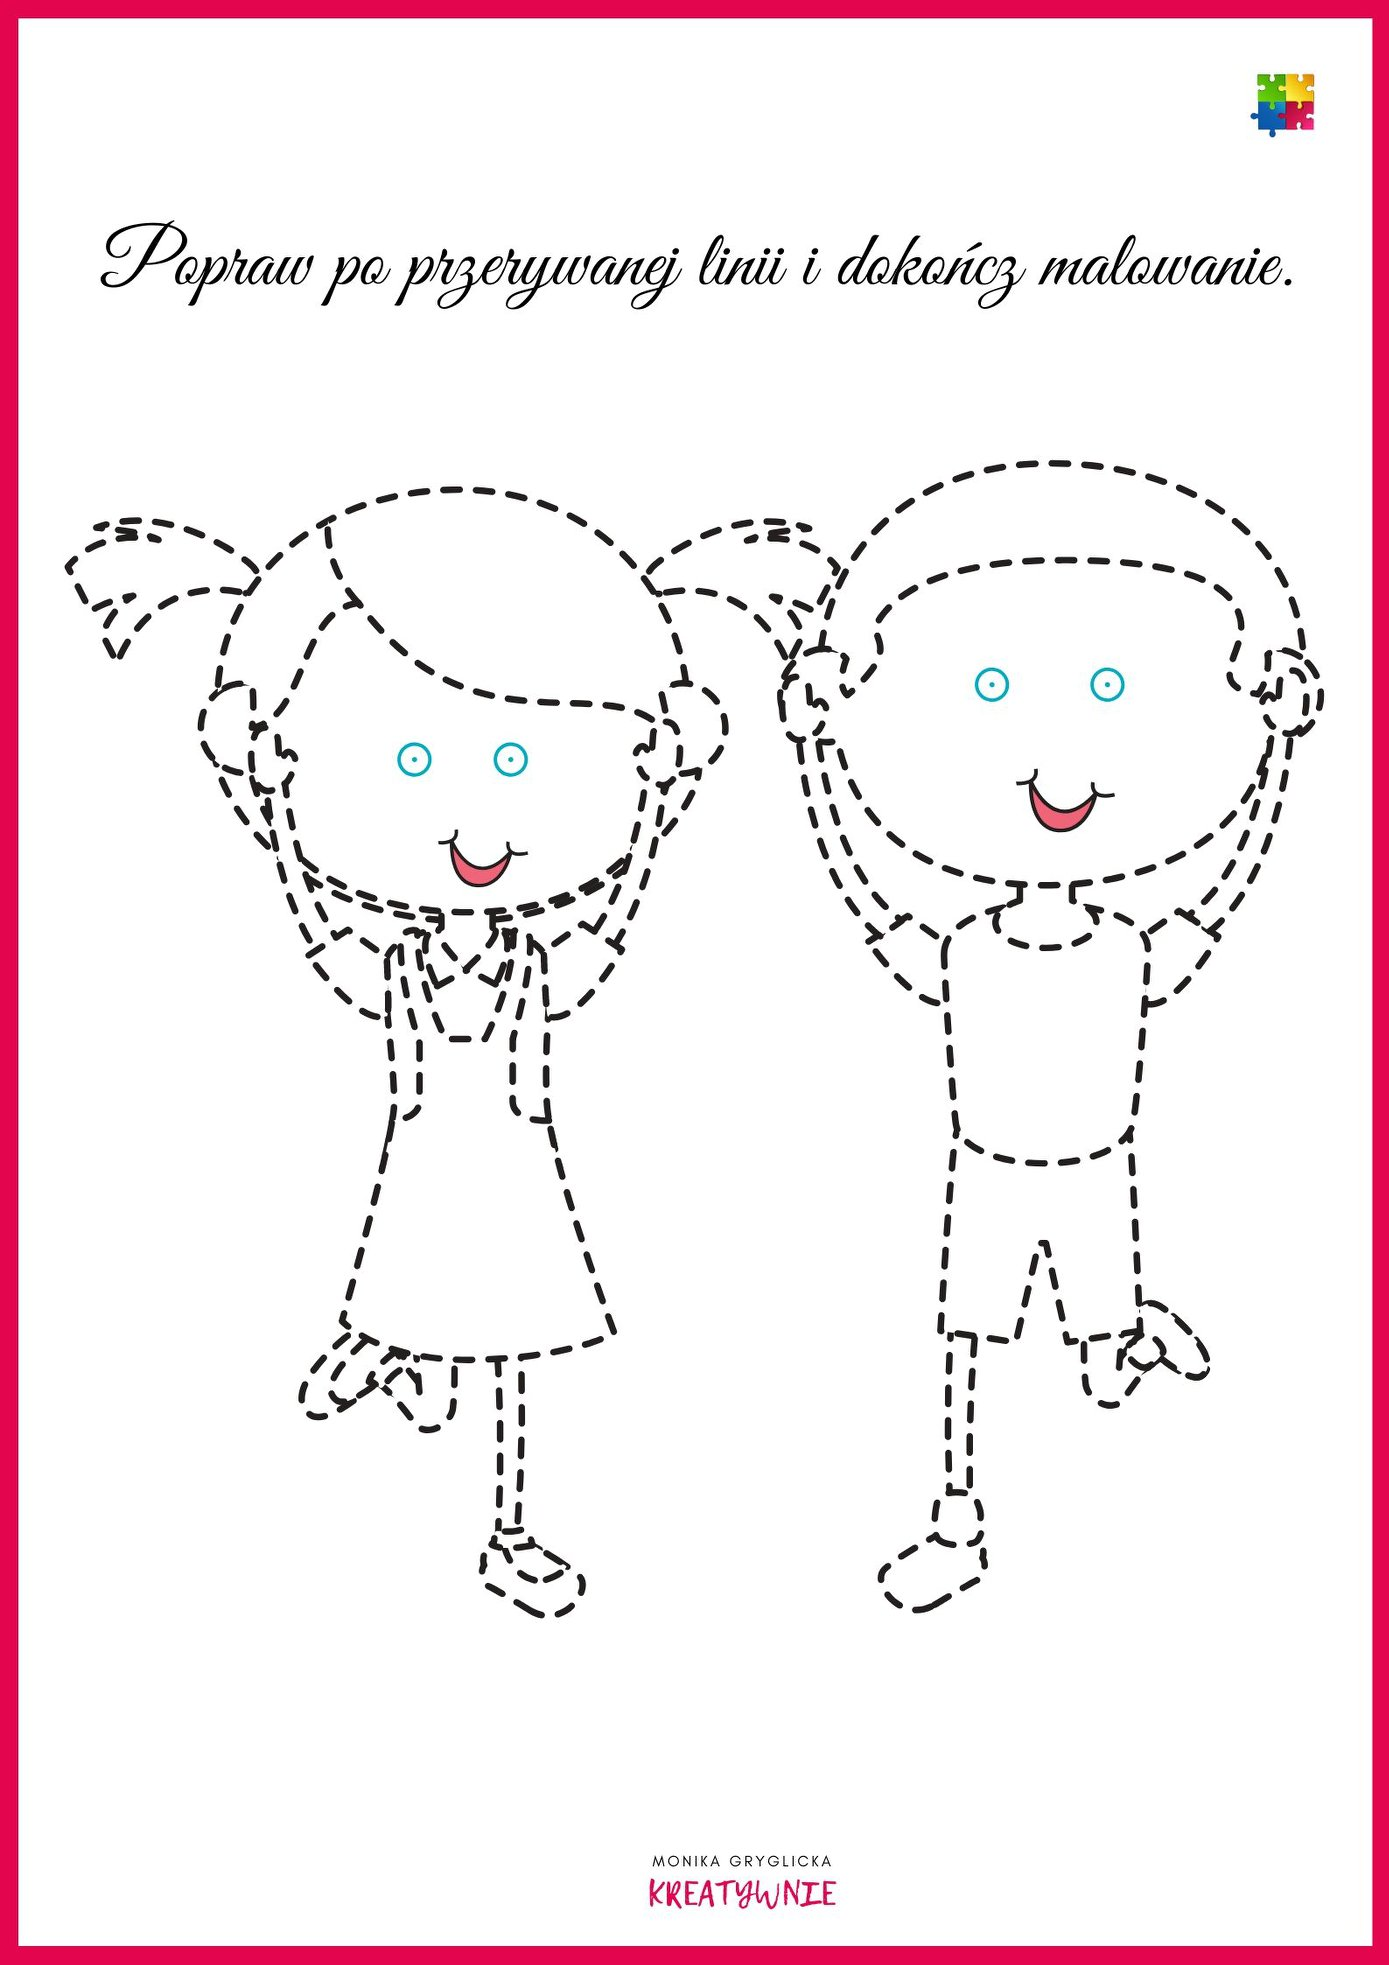 Popraw po przerywanej linii i dokończ malowanie.
MONIKA GRYGLICKA
KREATYWNIE